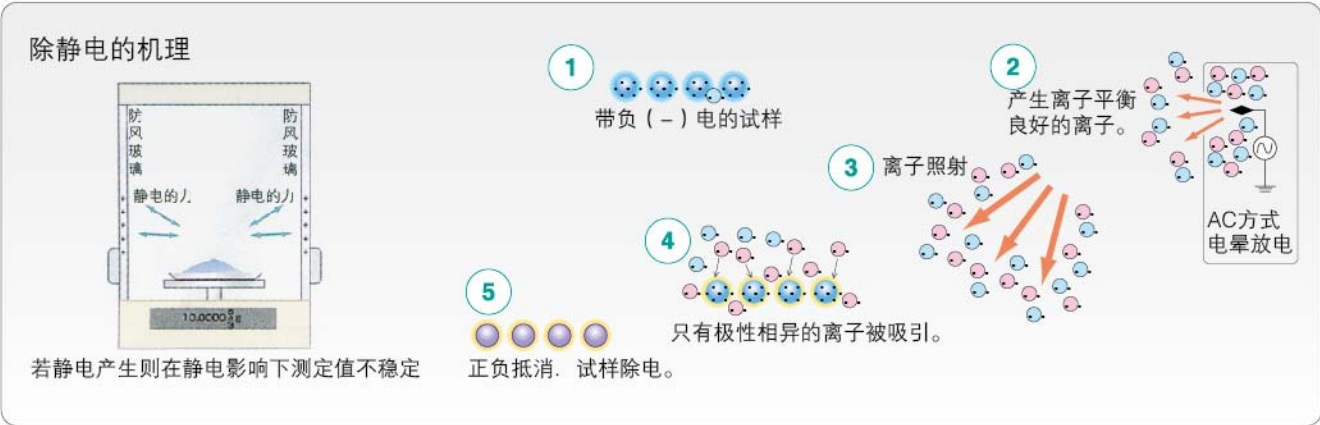 除静电的机理
防风玻璃
防风玻璃
静电的力
静电的力
若静电产生则在静电影响下测定值不稳定
1
带负（－）电的试样
2
产生离子平衡
良好的离子。
AC方式
电晕放电
3
离子照射
4
只有极性相异的离子被吸引。
5
正负抵消. 试样除电。